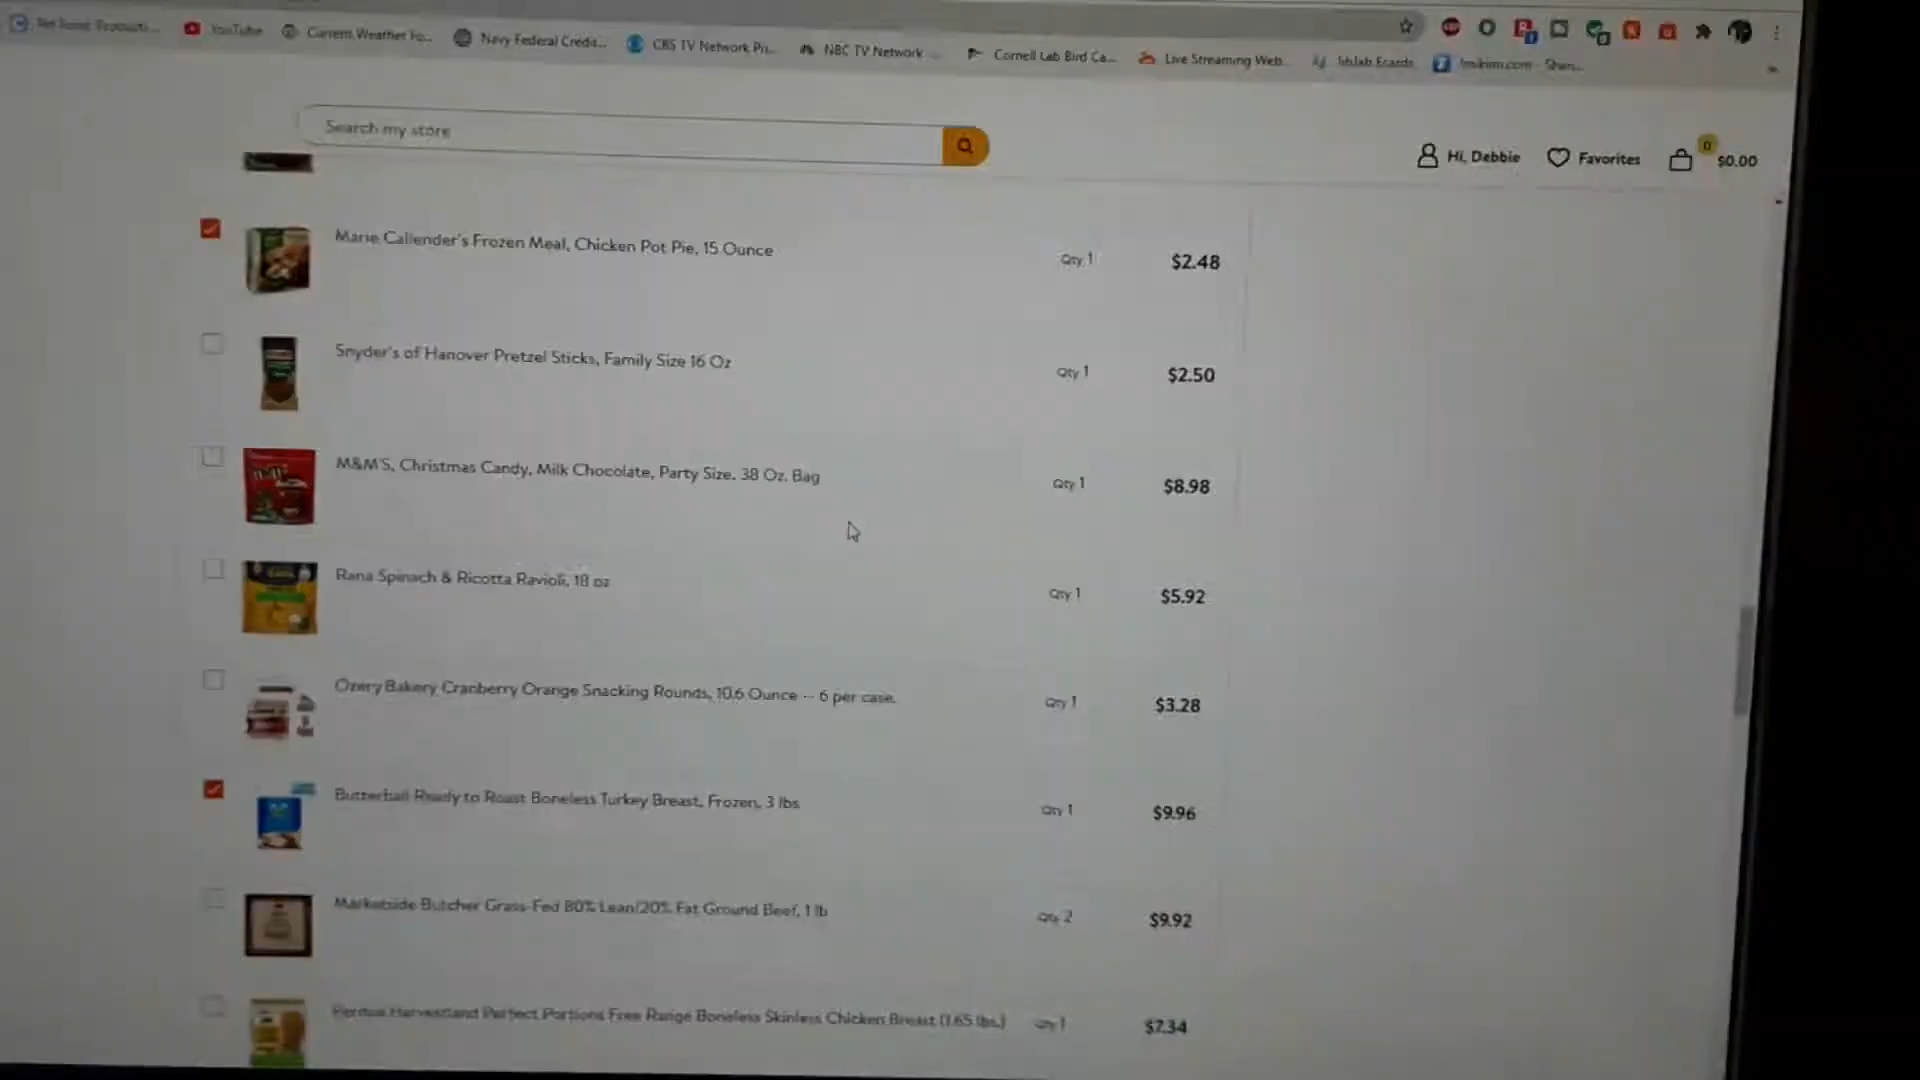 Pet Some Products...
YouTube
Current Weather Fo...
Navy Federal Credit...
CBS TV Network Pri...
NBC TV Network ...
Cornell Lab Bird Ca...
Live Streaming Web...
JibJab Ecards
Search my store
Hi, Debbie
Favorites
0
$0.00
Marie Callender's Frozen Meal, Chicken Pot Pie, 15 Ounce Qty 1 $2.48
Snyder's of Hanover Pretzel Sticks, Family Size 16 Oz Qty 1 $2.50
M&M'S, Christmas Candy, Milk Chocolate, Party Size, 38 Oz. Bag Qty 1 $8.98
Rana Spinach & Ricotta Ravioli, 18 oz Qty 1 $5.92
Ozery Bakery Cranberry Orange Snacking Rounds, 10.6 Ounce -- 6 per case. Qty 1 $3.28
Butterball Ready to Roast Boneless Turkey Breast, Frozen, 3 lbs Qty 1 $9.96
Marketside Butcher Grass-Fed 80% Lean/20% Fat Ground Beef, 1 lb Qty 2 $9.92
Perdue Harvestland Perfect Portions Free Range Boneless Skinless Chicken Breast (1.65 lbs.) Qty 1 $7.34